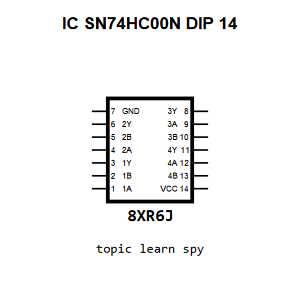 IC SN74HC00N DIP 14
7 GND 3Y 8
6 2Y 3A 9
5 2B 3B 10
4 2A 4Y 11
3 1Y 4A 12
2 1B 4B 13
1 1A VCC 14
8XR6J
topic learn spy